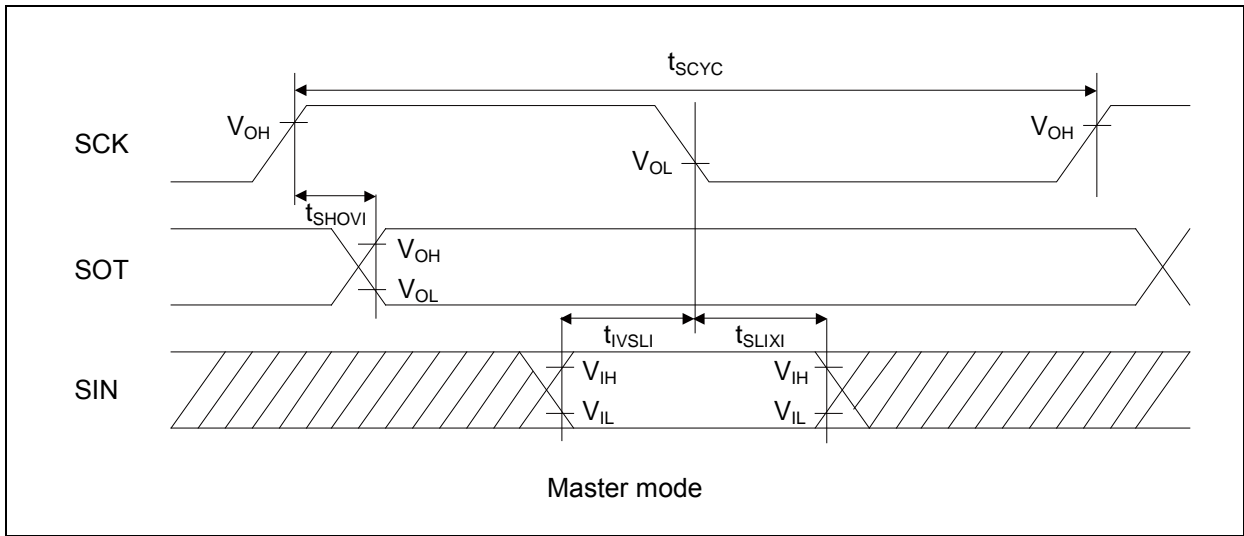 tSCYC
SCK
VOH
VOL
VOH
tSHOVI
SOT
VOH
VOL
tIVSLI
tSLIXI
SIN
VIH
VIH
VIL
VIL
Master mode